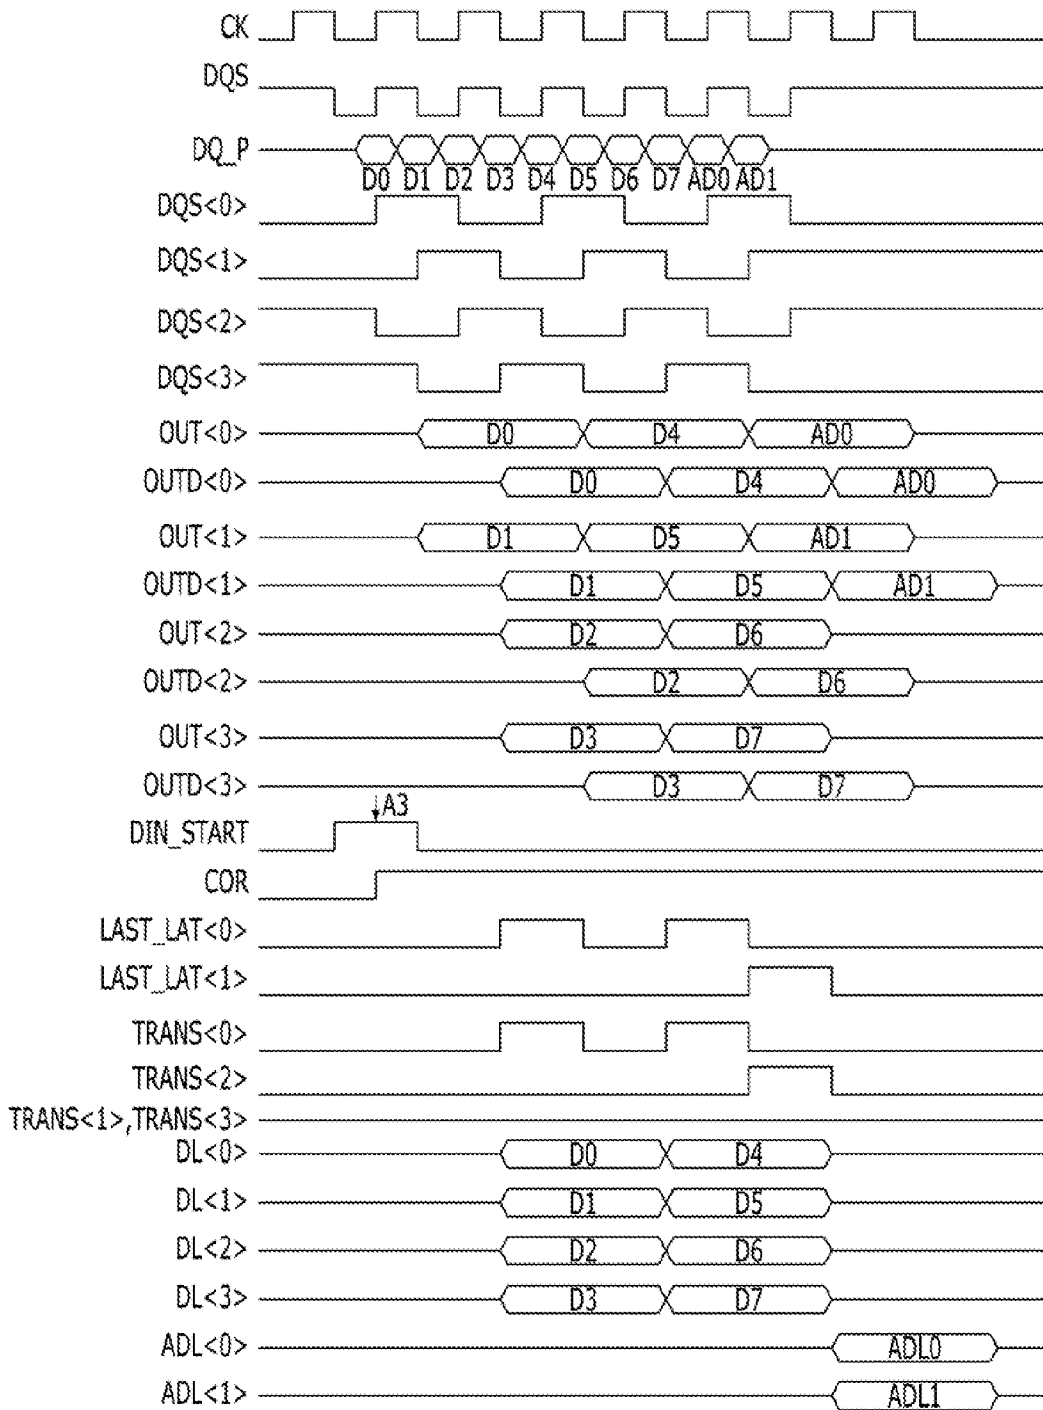 CK
DQS
DQ_P
D0 D1 D2 D3 D4 D5 D6 D7 AD0 AD1
DQS<0>
DQS<1>
DQS<2>
DQS<3>
OUT<0> D0 D4 AD0
OUTD<0> D0 D4 AD0
OUT<1> D1 D5 AD1
OUTD<1> D1 D5 AD1
OUT<2> D2 D6
OUTD<2> D2 D6
OUT<3> D3 D7
OUTD<3> D3 D7
A3
DIN_START
COR
LAST_LAT<0>
LAST_LAT<1>
TRANS<0>
TRANS<2>
TRANS<1>,TRANS<3>
DL<0> D0 D4
DL<1> D1 D5
DL<2> D2 D6
DL<3> D3 D7
ADL<0> ADL0
ADL<1> ADL1